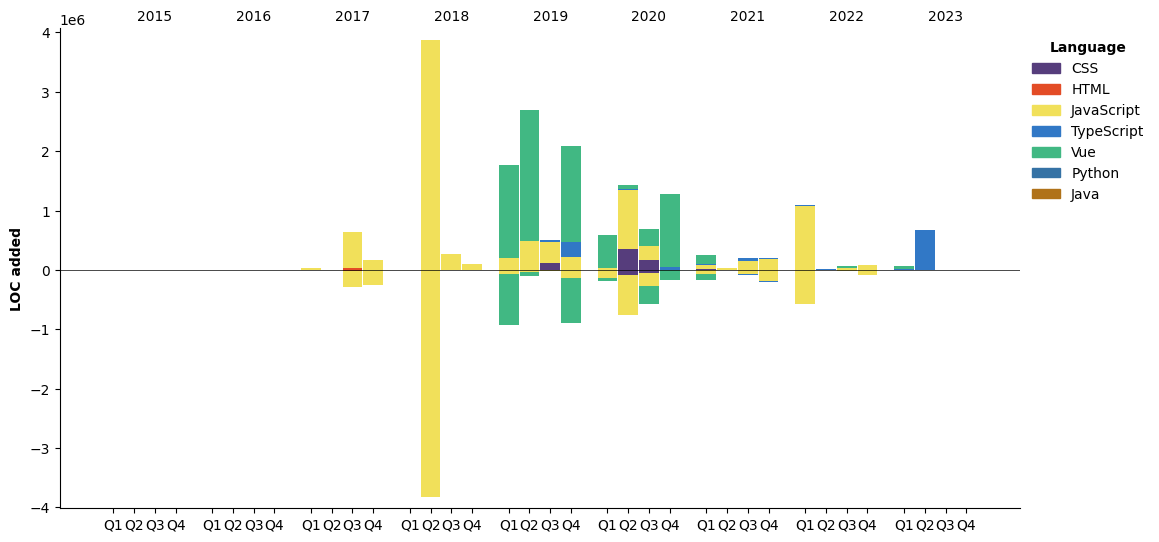 2015 2016 2017 2018 2019 2020 2021 2022 2023
1e6
4
3
2
1
0
−1
−2
−3
−4
LOC added
Language
CSS
HTML
JavaScript
TypeScript
Vue
Python
Java
Q1 Q2 Q3 Q4 Q1 Q2 Q3 Q4 Q1 Q2 Q3 Q4 Q1 Q2 Q3 Q4 Q1 Q2 Q3 Q4 Q1 Q2 Q3 Q4 Q1 Q2 Q3 Q4 Q1 Q2 Q3 Q4 Q1 Q2 Q3 Q4